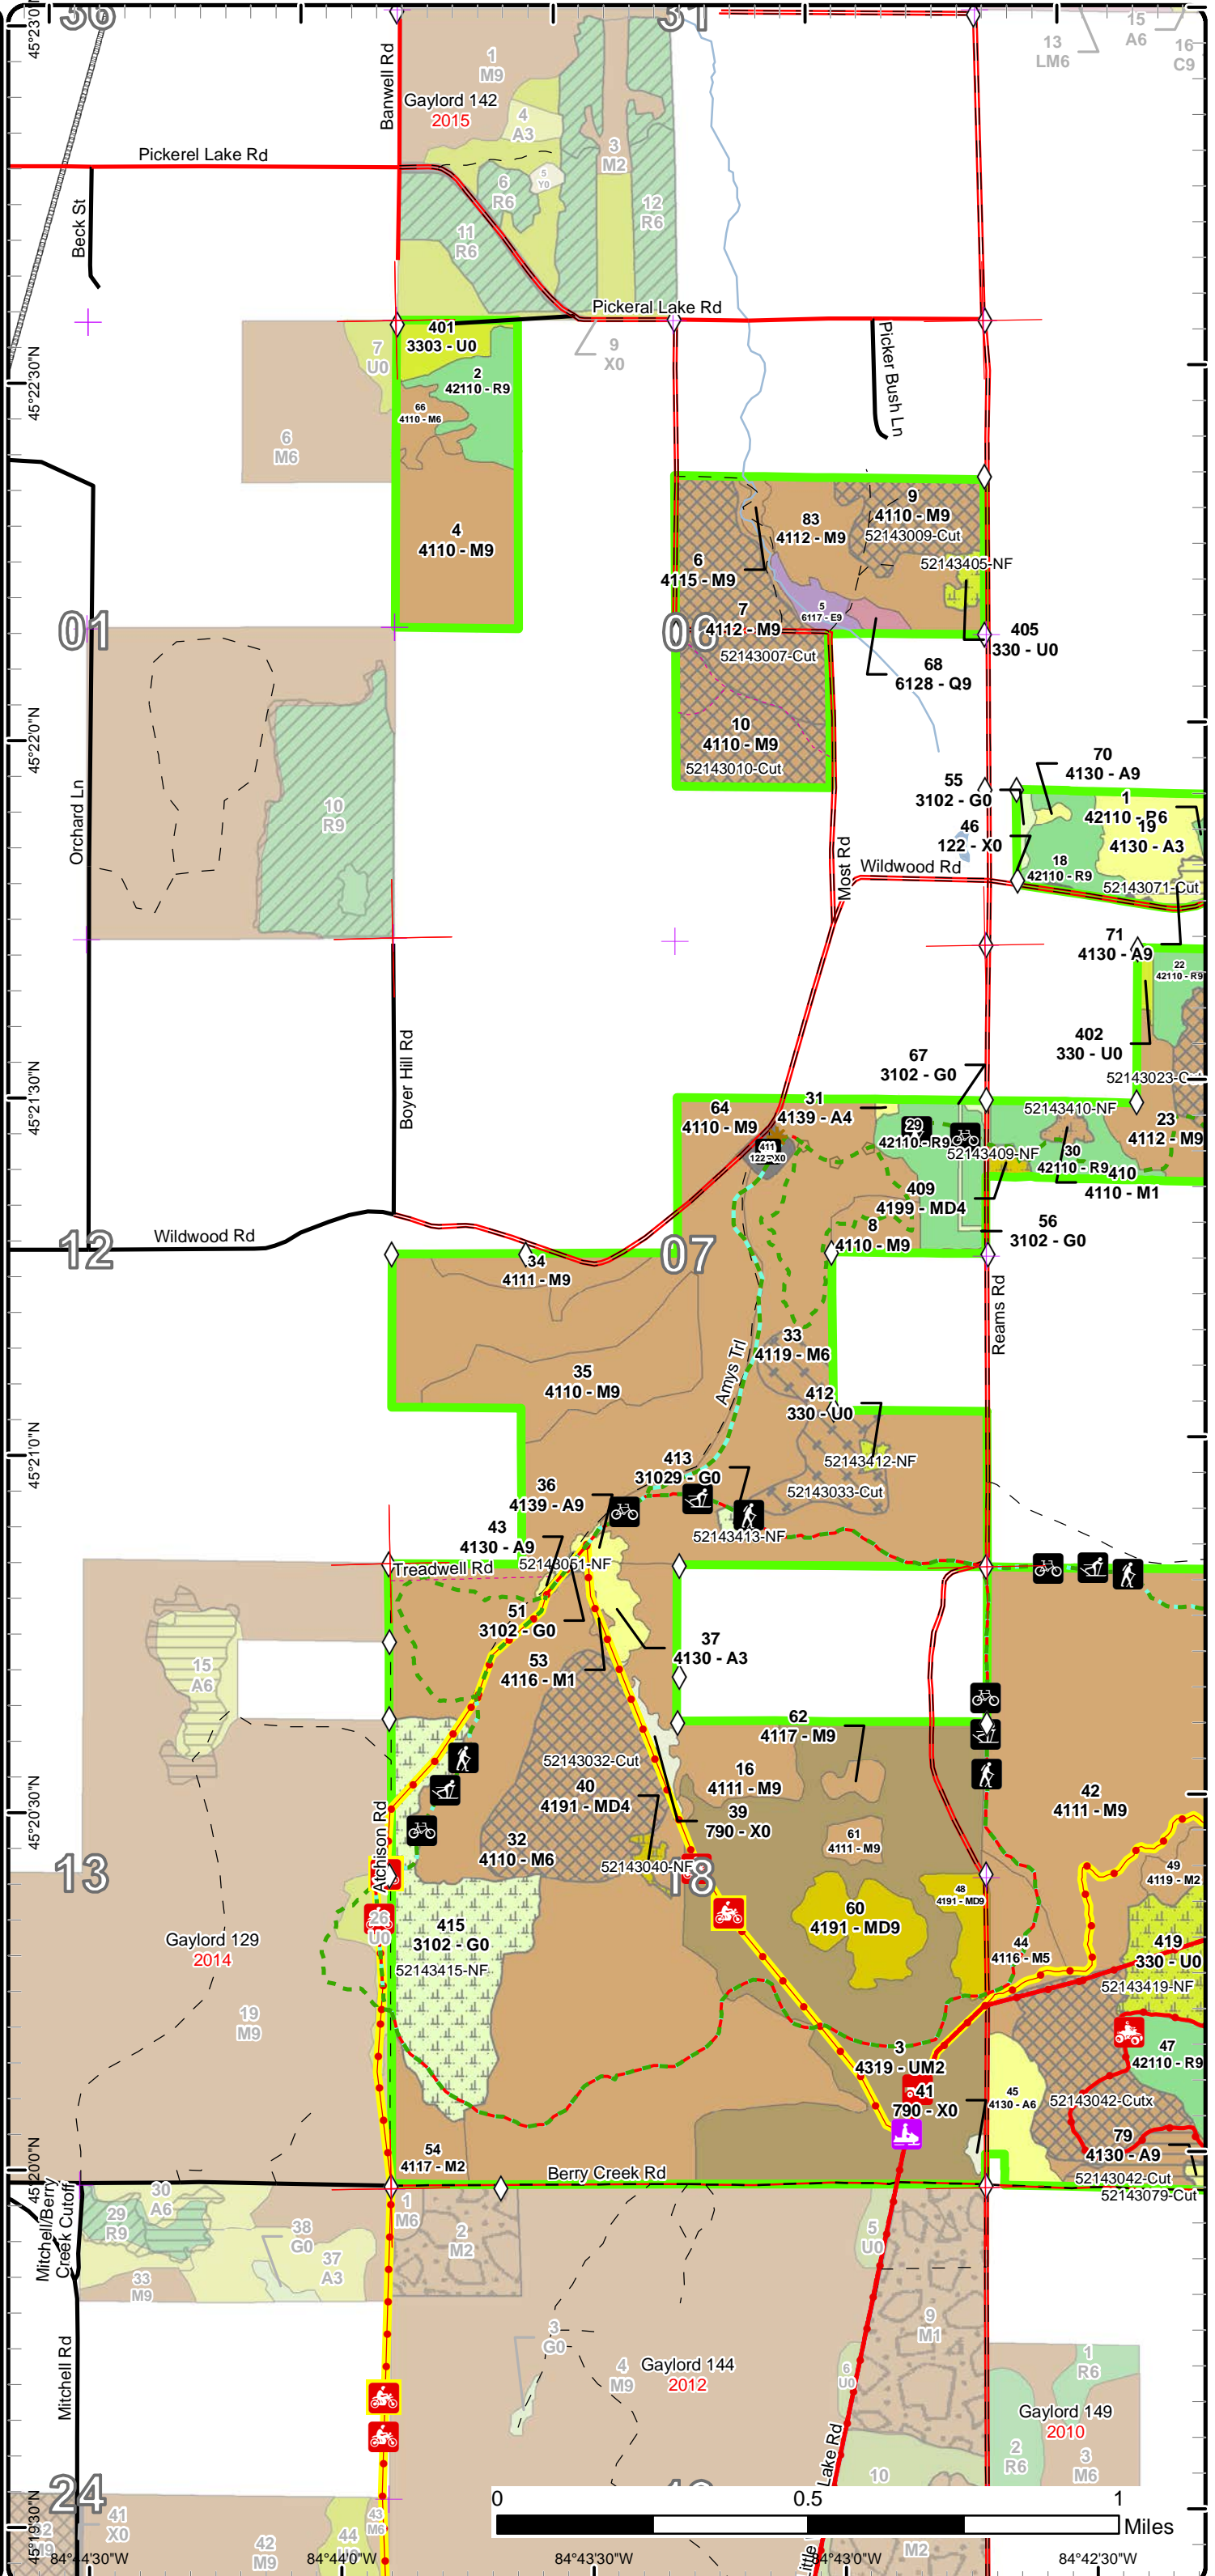 36
31
45°23'0"N
15
A6
13
LM6
16
C9
1
M9
Banwell Rd
Gaylord 142
2015
4
A3
3
M2
Pickerel Lake Rd
5
Y0
6
R6
12
R6
Beck St
11
R6
Pickeral Lake Rd
401
3303 - U0
7
U0
9
X0
Picker Bush Ln
45°22'30"N
2
42110 - R9
66
4110 - M6
6
M6
4
4110 - M9
9
4110 - M9
52143009-Cut
83
4112 - M9
52143405-NF
6
4115 - M9
5
6117 - E9
7
4112 - M9
01
06
405
330 - U0
52143007-Cut
68
6128 - Q9
10
4110 - M9
52143010-Cut
45°22'0"N
70
4130 - A9
55
3102 - G0
1
42110 - R6
19
4130 - A3
Orchard Ln
10
R9
46
122 - X0
Most Rd
Wildwood Rd
18
42110 - R9
52143071-Cut
71
4130 - A9
22
42110 - R9
402
330 - U0
67
3102 - G0
52143023-Cut
45°21'30"N
Boyer Hill Rd
64
4110 - M9
31
4139 - A4
52143410-NF
23
4112 - M9
29
42110 - R9
411
122 - X0
52143409-NF
30
42110 - R9
410
4110 - M1
409
4199 - MD4
8
4110 - M9
56
3102 - G0
Wildwood Rd
12
07
34
4111 - M9
Reams Rd
33
4119 - M6
Amys Trl
35
4110 - M9
412
330 - U0
45°21'0"N
413
31029 - G0
52143412-NF
36
4139 - A9
52143033-Cut
43
4130 - A9
52143413-NF
52143051-NF
Treadwell Rd
51
3102 - G0
37
4130 - A3
53
4116 - M1
15
A6
62
4117 - M9
52143032-Cut
16
4111 - M9
40
4191 - MD4
42
4111 - M9
39
790 - X0
45°20'30"N
Atchison Rd
32
4110 - M6
61
4111 - M9
52143040-NF
13
18
49
4119 - M2
48
4191 - MD9
60
4191 - MD9
26
U0
415
3102 - G0
52143415-NF
Gaylord 129
2014
44
4116 - M5
419
330 - U0
52143419-NF
19
M9
3
4319 - UM2
47
42110 - R9
41
790 - X0
45
4130 - A6
52143042-Cutx
79
4130 - A9
54
4117 - M2
Berry Creek Rd
52143042-Cut
52143079-Cut
45°20'0"N
Mitchell/Berry
Creek Cutoff
30
A6
29
R9
38
G0
37
A3
33
M9
1
M6
2
M2
5
U0
9
M1
3
G0
4
M9
Gaylord 144
2012
6
U0
1
R6
Gaylord 149
2010
2
R6
3
M6
Mitchell Rd
Lake Rd
10
24
0
0.5
1
Miles
45°19'30"N
41
X0
42
M9
44
43
M6
M2
84°44'30"W
84°44'0"W
84°43'30"W
84°43'0"W
84°42'30"W